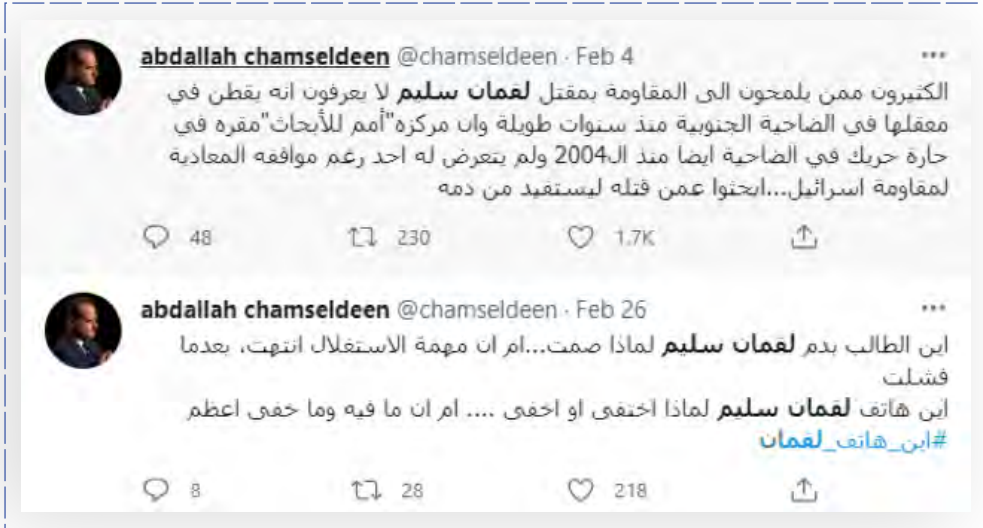 abdallah chamseldeen @chamseldeen · Feb 4
الكثيرون ممن يلمحون الى المقاومة بمقتل لقمان سليم لا يعرفون انه يقطن في
معقلها في الضاحية الجنوبية منذ سنوات طويلة وان مركزه"أمم للأبحاث"مقره في
حارة حريك في الضاحية ايضا منذ ال2004 ولم يتعرض له احد رغم مواقفه المعادية
لمقاومة اسرائيل...ابحثوا عمن قتله ليستفيد من دمه
48 230 1.7K
abdallah chamseldeen @chamseldeen · Feb 26
اين الطالب بدم لقمان سليم لماذا صمت...ام ان مهمة الاستغلال انتهت، بعدما
فشلت
اين هاتف لقمان سليم لماذا اختفى او اخفى .... ام ان ما فيه وما خفى اعظم
#اين_هاتف_لقمان
8 28 218